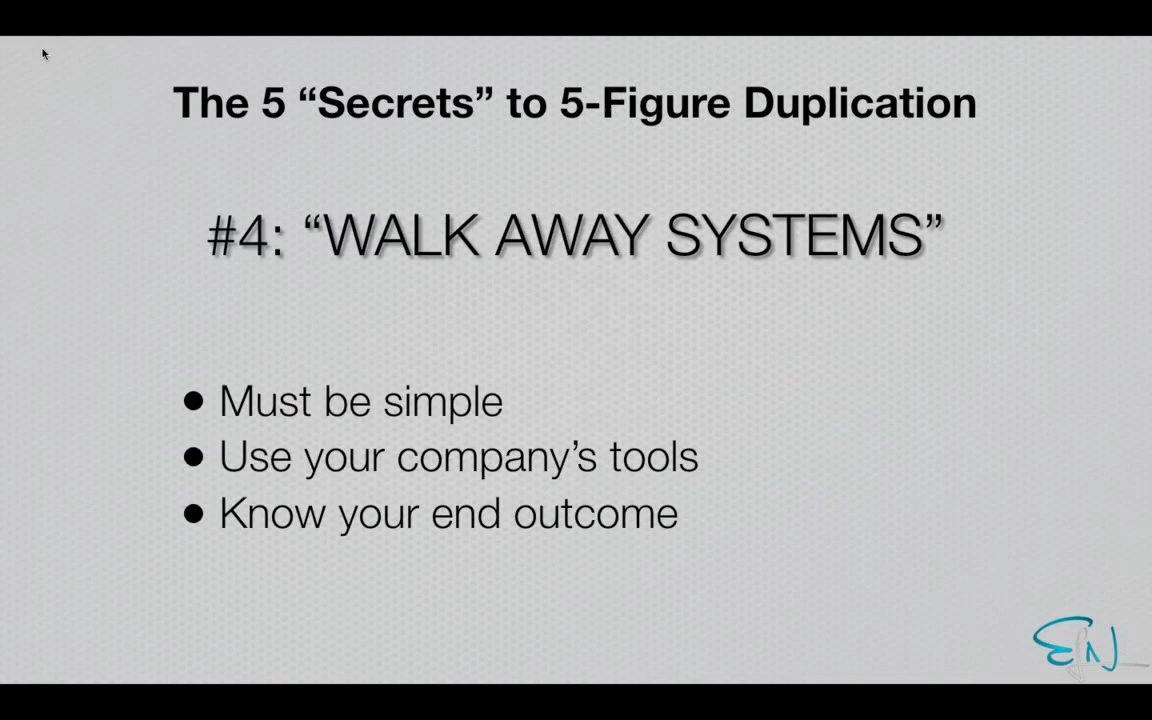 The 5 “Secrets” to 5-Figure Duplication
#4: “WALK AWAY SYSTEMS”
● Must be simple
● Use your company’s tools
● Know your end outcome